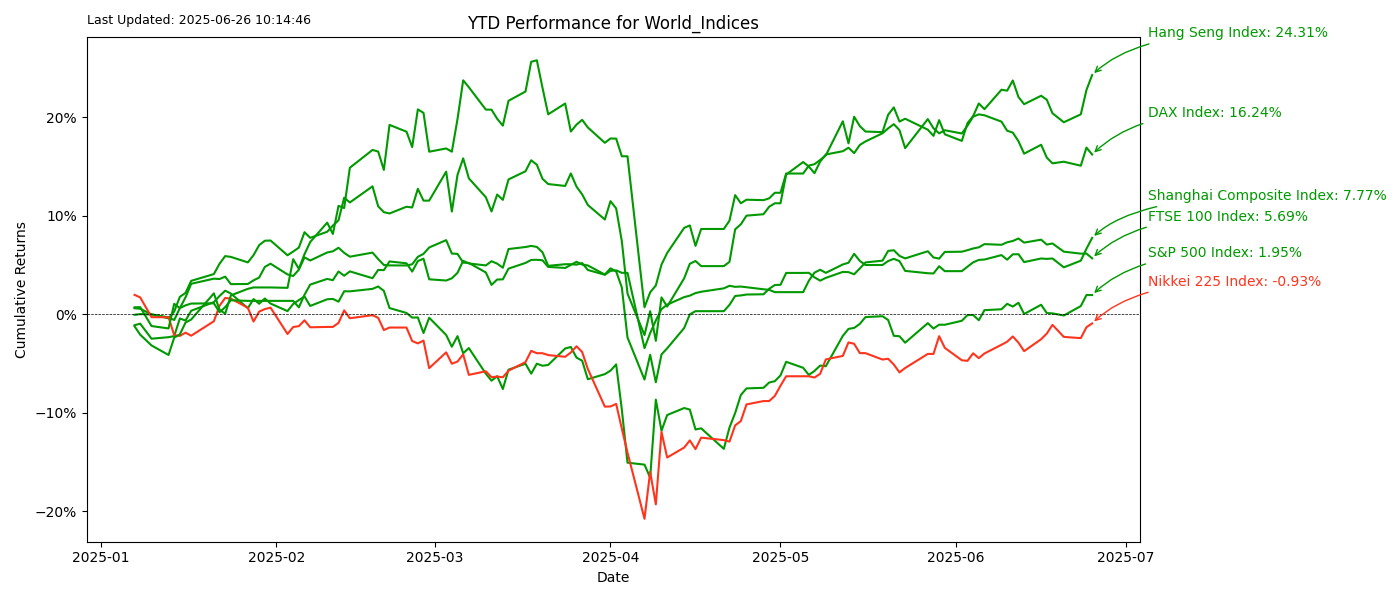 Last Updated: 2025-06-26 10:14:46
YTD Performance for World_Indices
Hang Seng Index: 24.31%
DAX Index: 16.24%
Shanghai Composite Index: 7.77%
FTSE 100 Index: 5.69%
S&P 500 Index: 1.95%
Nikkei 225 Index: -0.93%
Cumulative Returns
20%
10%
0%
−10%
−20%
2025-01
2025-02
2025-03
2025-04
2025-05
2025-06
2025-07
Date